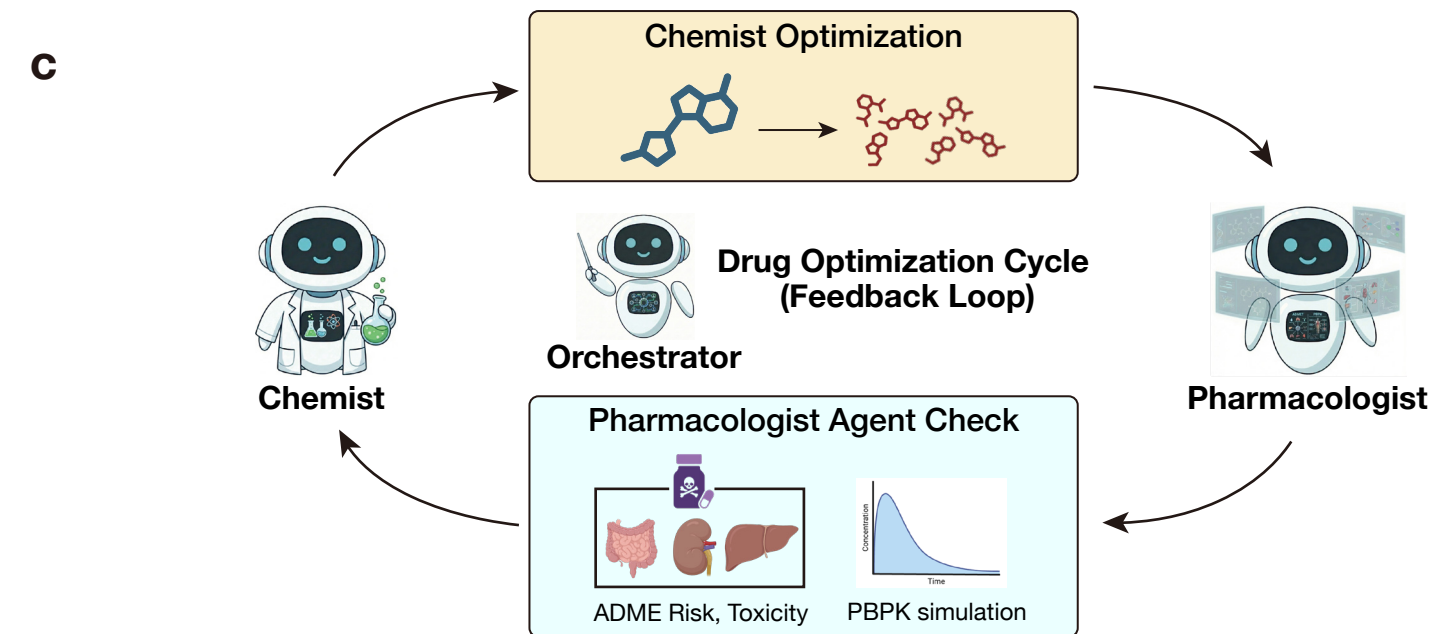 c
Chemist Optimization
Drug Optimization Cycle
(Feedback Loop)
Orchestrator
Chemist
Pharmacologist
Pharmacologist Agent Check
Concentration
Time
ADME Risk, Toxicity
PBPK simulation